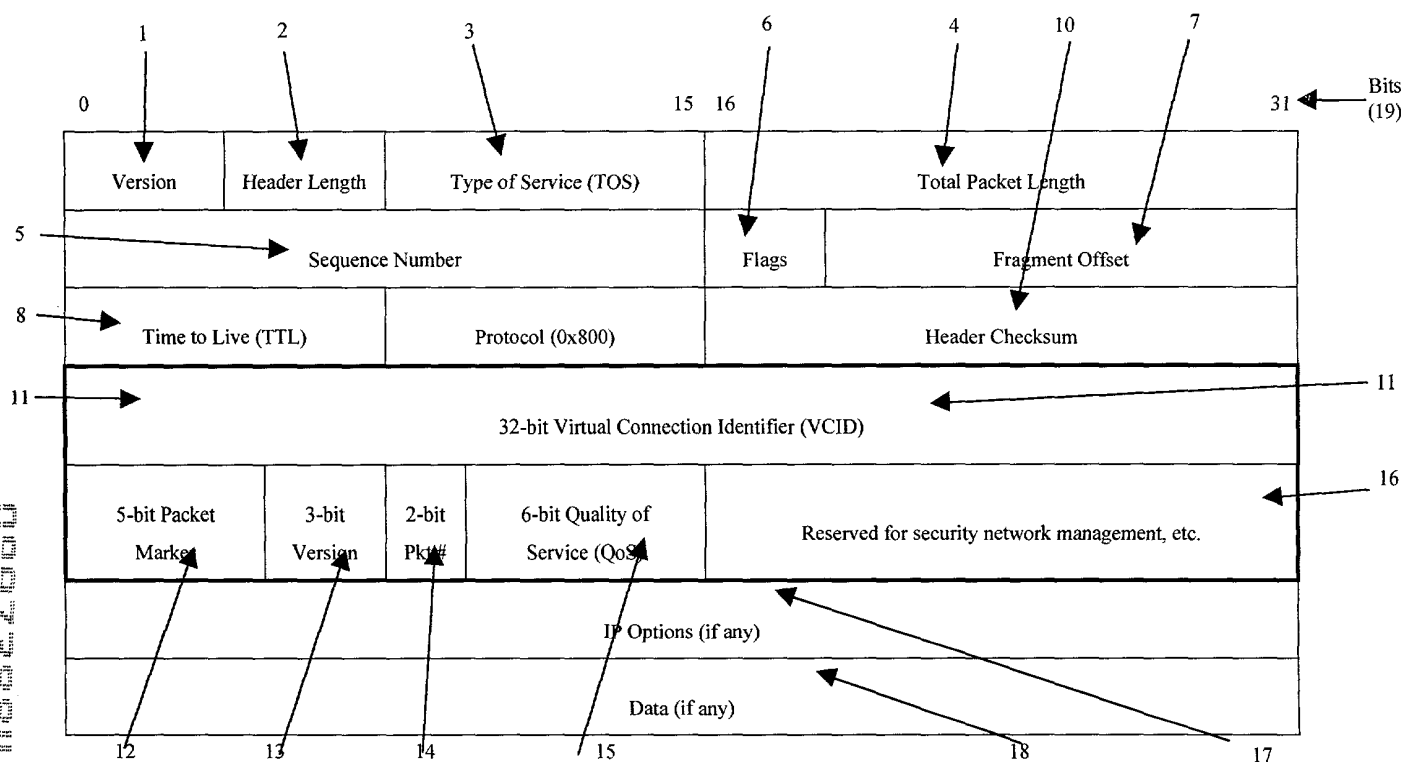 1 2 3 6 4 10 7
0 15 16 31 Bits
(19)
Version Header Length Type of Service (TOS) Total Packet Length
5
Sequence Number Flags Fragment Offset
8
Time to Live (TTL) Protocol (0x800) Header Checksum
11 11
32-bit Virtual Connection Identifier (VCID)
16
5-bit Packet 3-bit 2-bit 6-bit Quality of
Reserved for security network management, etc.
Marker Version Pkt # Service (QoS)
IP Options (if any)
Data (if any)
12 13 14 15 18 17